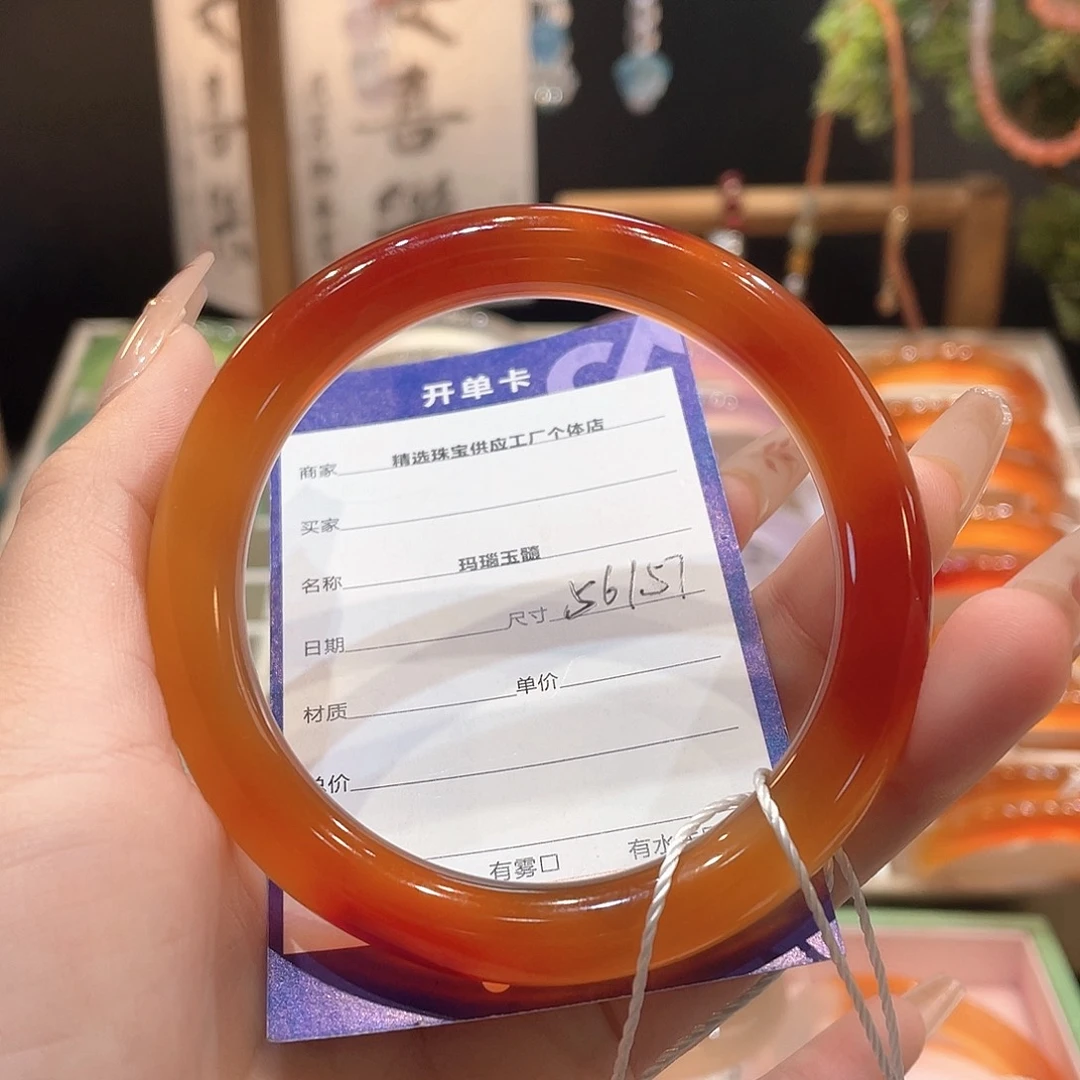 喜
开单卡
商家 精选珠宝供应工厂个体店
买家
名称 玛瑙玉髓
日期 尺寸 56157
材质 单价
单价
有雾口 有水